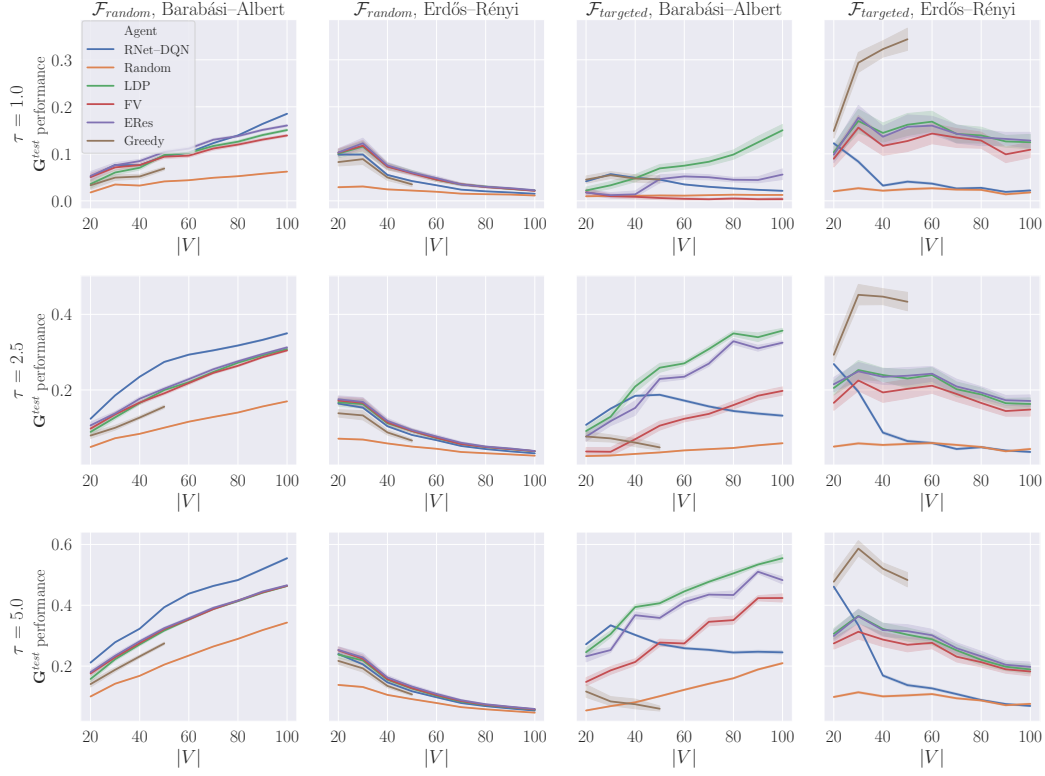 𝓕random, Barabási–Albert
𝓕random, Erdős–Rényi
𝓕targeted, Barabási–Albert
𝓕targeted, Erdős–Rényi
τ = 1.0
G^test performance
0.3
0.2
0.1
0.0
Agent
RNet–DQN
Random
LDP
FV
ERes
Greedy
20 40 60 80 100
20 40 60 80 100
20 40 60 80 100
20 40 60 80 100
|V|
|V|
|V|
|V|
τ = 2.5
G^test performance
0.4
0.2
20 40 60 80 100
20 40 60 80 100
20 40 60 80 100
20 40 60 80 100
|V|
|V|
|V|
|V|
τ = 5.0
G^test performance
0.6
0.4
0.2
20 40 60 80 100
20 40 60 80 100
20 40 60 80 100
20 40 60 80 100
|V|
|V|
|V|
|V|